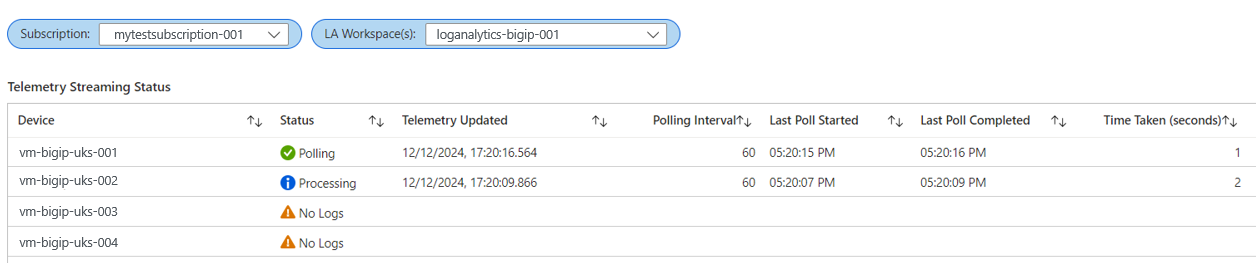 Subscription: mytestsubscription-001 LA Workspace(s): loganalytics-bigip-001
Telemetry Streaming Status
Device Status Telemetry Updated Polling Interval Last Poll Started Last Poll Completed Time Taken (seconds)
vm-bigip-uks-001 Polling 12/12/2024, 17:20:16.564 60 05:20:15 PM 05:20:16 PM 1
vm-bigip-uks-002 Processing 12/12/2024, 17:20:09.866 60 05:20:07 PM 05:20:09 PM 2
vm-bigip-uks-003 No Logs
vm-bigip-uks-004 No Logs